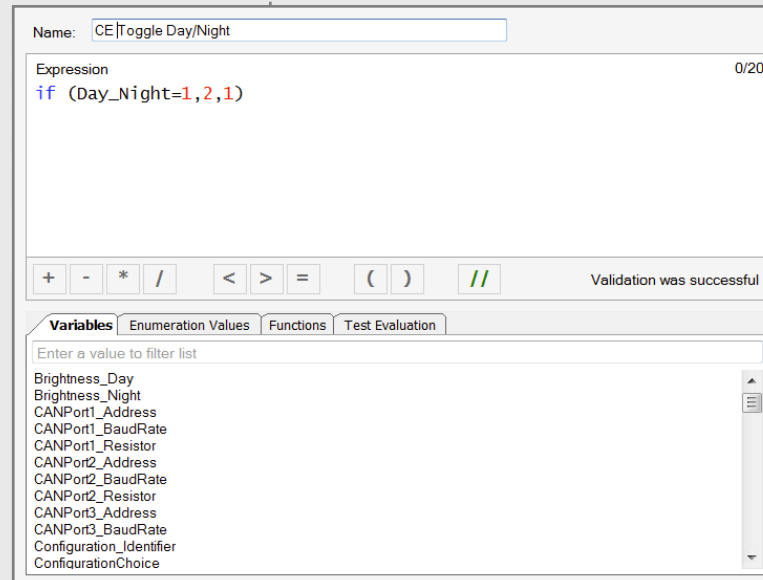 Name: CE Toggle Day/Night
Expression 0/20
if (Day_Night=1,2,1)
+ - * / < > = ( ) // Validation was successful
Variables Enumeration Values Functions Test Evaluation
Enter a value to filter list
Brightness_Day
Brightness_Night
CANPort1_Address
CANPort1_BaudRate
CANPort1_Resistor
CANPort2_Address
CANPort2_BaudRate
CANPort2_Resistor
CANPort3_Address
CANPort3_BaudRate
Configuration_Identifier
ConfigurationChoice